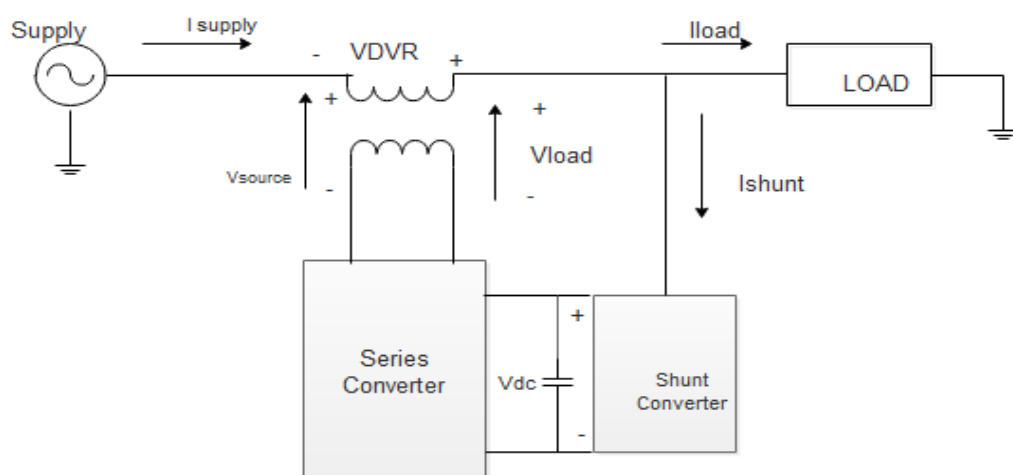 I supply
Supply
- VDVR +
Iload
LOAD
+
+
Vsource
-
Vload
-
Ishunt
+
Series
Converter
Vdc
Shunt
Converter
-